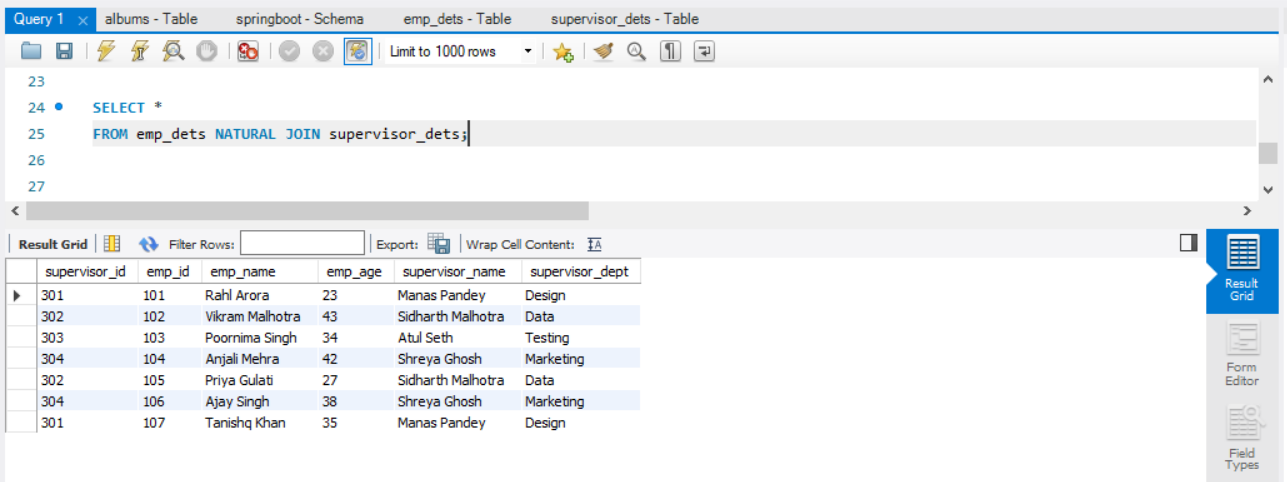 Query 1 × albums - Table springboot - Schema emp_dets - Table supervisor_dets - Table
Limit to 1000 rows
23
24 SELECT *
25 FROM emp_dets NATURAL JOIN supervisor_dets;
26
27
Result Grid Filter Rows: Export: Wrap Cell Content: IA
supervisor_id emp_id emp_name emp_age supervisor_name supervisor_dept
301 101 Rahl Arora 23 Manas Pandey Design
302 102 Vikram Malhotra 43 Sidharth Malhotra Data
303 103 Poornima Singh 34 Atul Seth Testing
304 104 Anjali Mehra 42 Shreya Ghosh Marketing
302 105 Priya Gulati 27 Sidharth Malhotra Data
304 106 Ajay Singh 38 Shreya Ghosh Marketing
301 107 Tanishq Khan 35 Manas Pandey Design
Result
Grid
Form
Editor
Field
Types